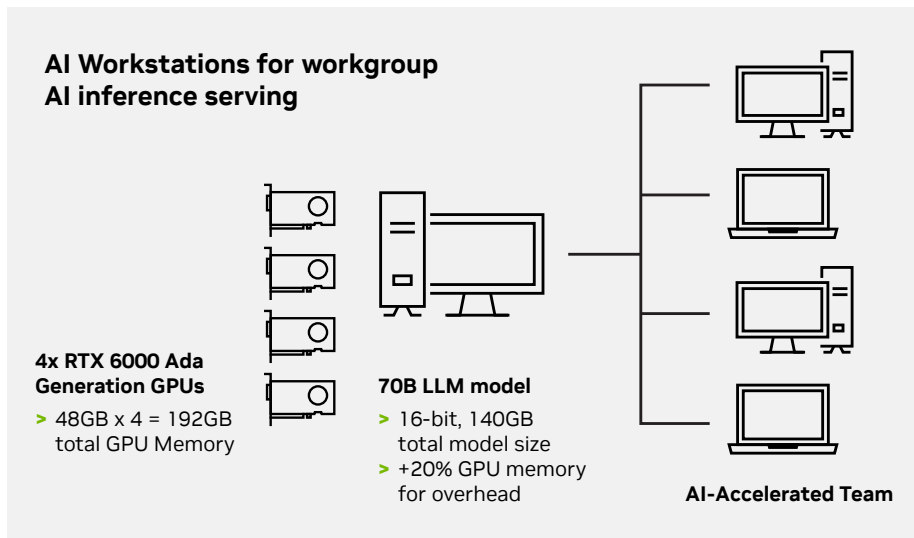 AI Workstations for workgroup
AI inference serving
4x RTX 6000 Ada
Generation GPUs
> 48GB x 4 = 192GB
total GPU Memory
70B LLM model
> 16-bit, 140GB
total model size
> +20% GPU memory
for overhead
AI-Accelerated Team